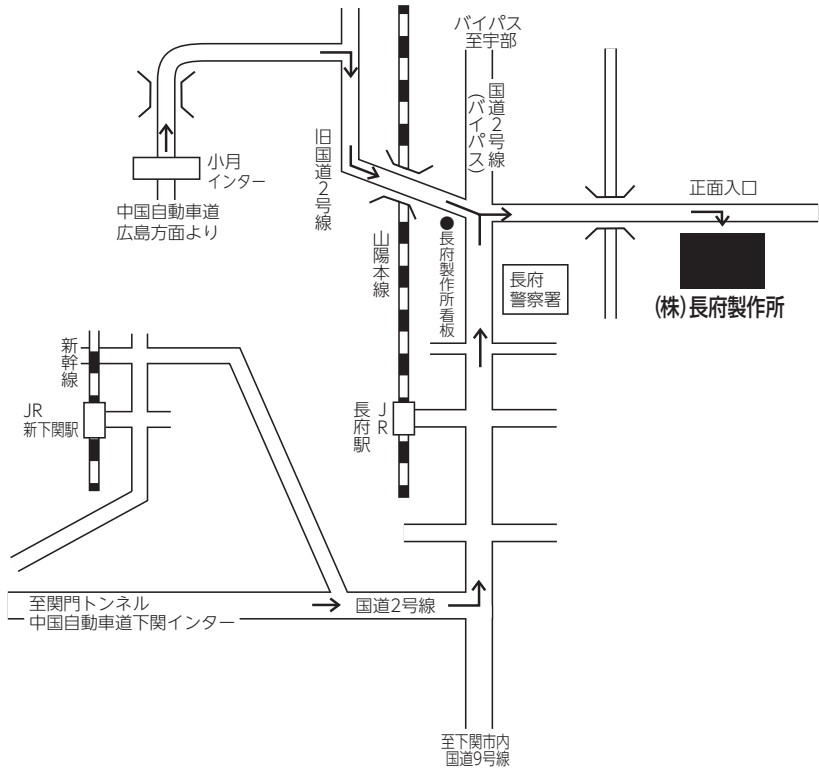 バイパス
至宇部
国道2号線
(バイパス)
小月
インター
中国自動車道
広島方面より
旧国道2号線
正面入口
山陽本線
長府製作所看板
長府
警察署
(株)長府製作所
新幹線
JR
新下関駅
JR
長府駅
至関門トンネル
中国自動車道下関インター
国道2号線
至下関市内
国道9号線